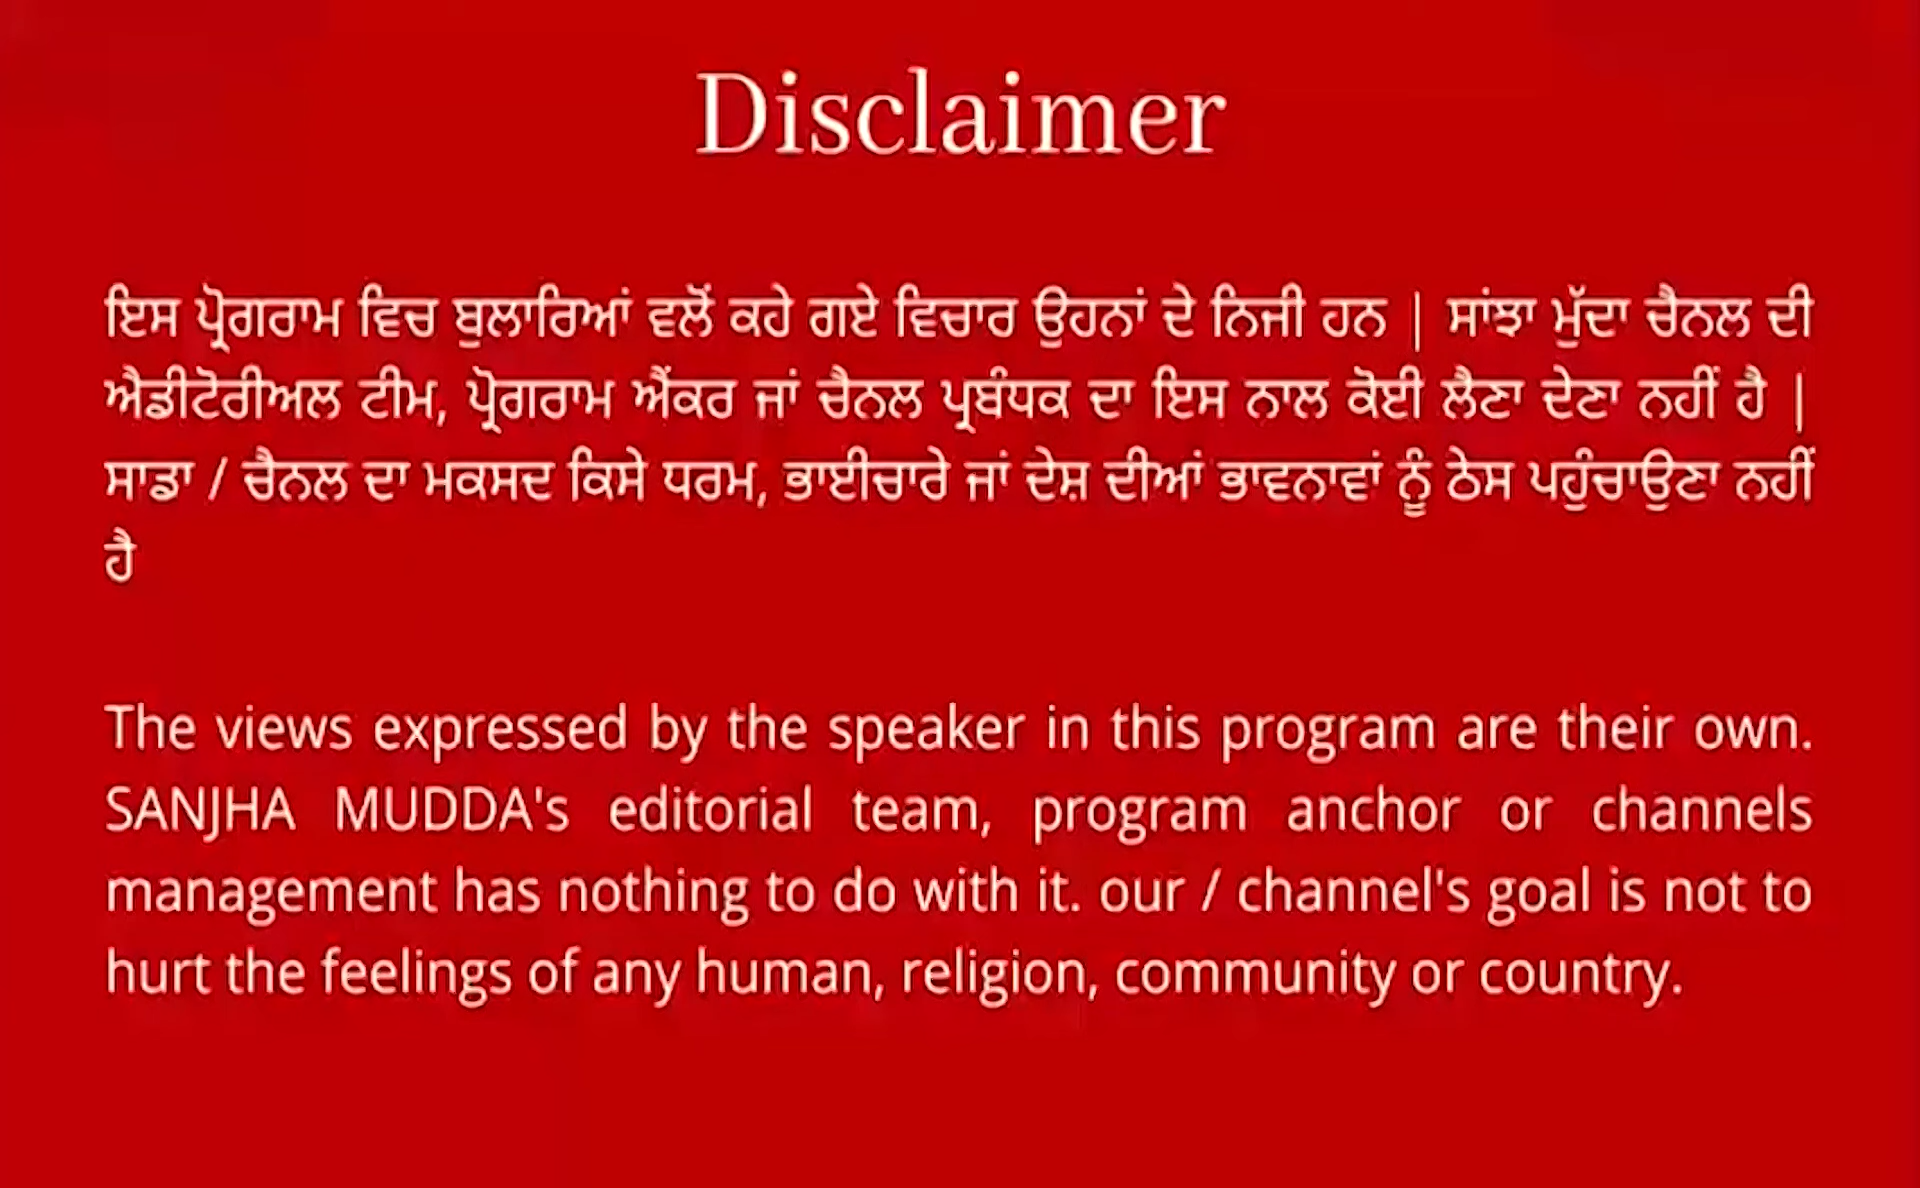 Disclaimer
ਇਸ ਪ੍ਰੋਗਰਾਮ ਵਿਚ ਬੁਲਾਰਿਆਂ ਵਲੋਂ ਕਹੇ ਗਏ ਵਿਚਾਰ ਉਹਨਾਂ ਦੇ ਨਿਜੀ ਹਨ | ਸਾਂਝਾ ਮੁੱਦਾ ਚੈਨਲ ਦੀ
ਐਡੀਟੋਰੀਅਲ ਟੀਮ, ਪ੍ਰੋਗਰਾਮ ਐਂਕਰ ਜਾਂ ਚੈਨਲ ਪ੍ਰਬੰਧਕ ਦਾ ਇਸ ਨਾਲ ਕੋਈ ਲੈਣਾ ਦੇਣਾ ਨਹੀਂ ਹੈ |
ਸਾਡਾ / ਚੈਨਲ ਦਾ ਮਕਸਦ ਕਿਸੇ ਧਰਮ, ਭਾਈਚਾਰੇ ਜਾਂ ਦੇਸ਼ ਦੀਆਂ ਭਾਵਨਾਵਾਂ ਨੂੰ ਠੇਸ ਪਹੁੰਚਾਉਣਾ ਨਹੀਂ
ਹੈ
The views expressed by the speaker in this program are their own.
SANJHA MUDDA's editorial team, program anchor or channels
management has nothing to do with it. our / channel's goal is not to
hurt the feelings of any human, religion, community or country.